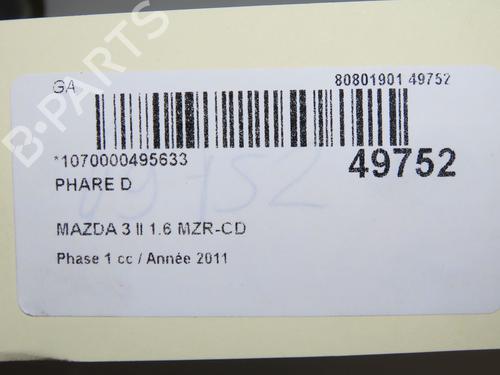 B-PARTS
GA
80801901 49752
*1070000495633
49752
PHARE D
MAZDA 3 II 1.6 MZR-CD
Phase 1 cc / Année 2011